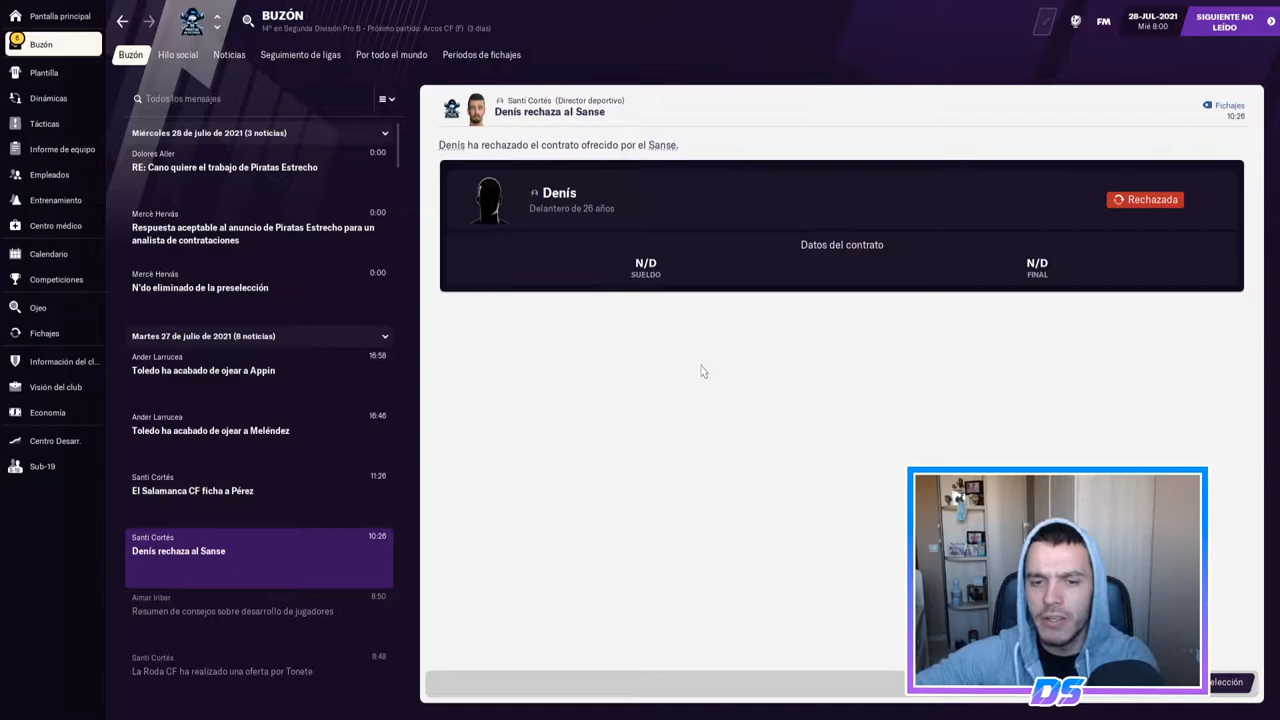 Pantalla principal
6
Buzón
Plantilla
Dinámicas
Tácticas
Informe de equipo
Empleados
Entrenamiento
Centro médico
Calendario
Competiciones
Ojeo
Fichajes
Información del cl...
Visión del club
Economía
Centro Desarr.
Sub-19
BUZÓN
14º en Segunda División Pro B - Próximo partido: Arcos CF (F) (3 días)
FM
28-JUL-2021
Mié 8:00
SIGUIENTE NO
LEÍDO
Buzón
Hilo social
Noticias
Seguimiento de ligas
Por todo el mundo
Periodos de fichajes
Todos los mensajes
Miércoles 28 de julio de 2021 (3 noticias)
Dolores Aller
0:00
RE: Cano quiere el trabajo de Piratas Estrecho
Mercè Hervás
0:00
Respuesta aceptable al anuncio de Piratas Estrecho para un
analista de contrataciones
Mercè Hervás
0:00
N'do eliminado de la preselección
Martes 27 de julio de 2021 (8 noticias)
Ander Larrucea
16:58
Toledo ha acabado de ojear a Appin
Ander Larrucea
16:46
Toledo ha acabado de ojear a Meléndez
Santi Cortés
11:26
El Salamanca CF ficha a Pérez
Santi Cortés
10:26
Denís rechaza al Sanse
Aimar Iribar
8:50
Resumen de consejos sobre desarrollo de jugadores
Santi Cortés
8:48
La Roda CF ha realizado una oferta por Tonete
Santi Cortés (Director deportivo)
Denís rechaza al Sanse
Fichajes
10:26
Denís ha rechazado el contrato ofrecido por el Sanse.
Denís
Delantero de 26 años
Rechazada
Datos del contrato
N/D
SUELDO
N/D
FINAL
elección
DS